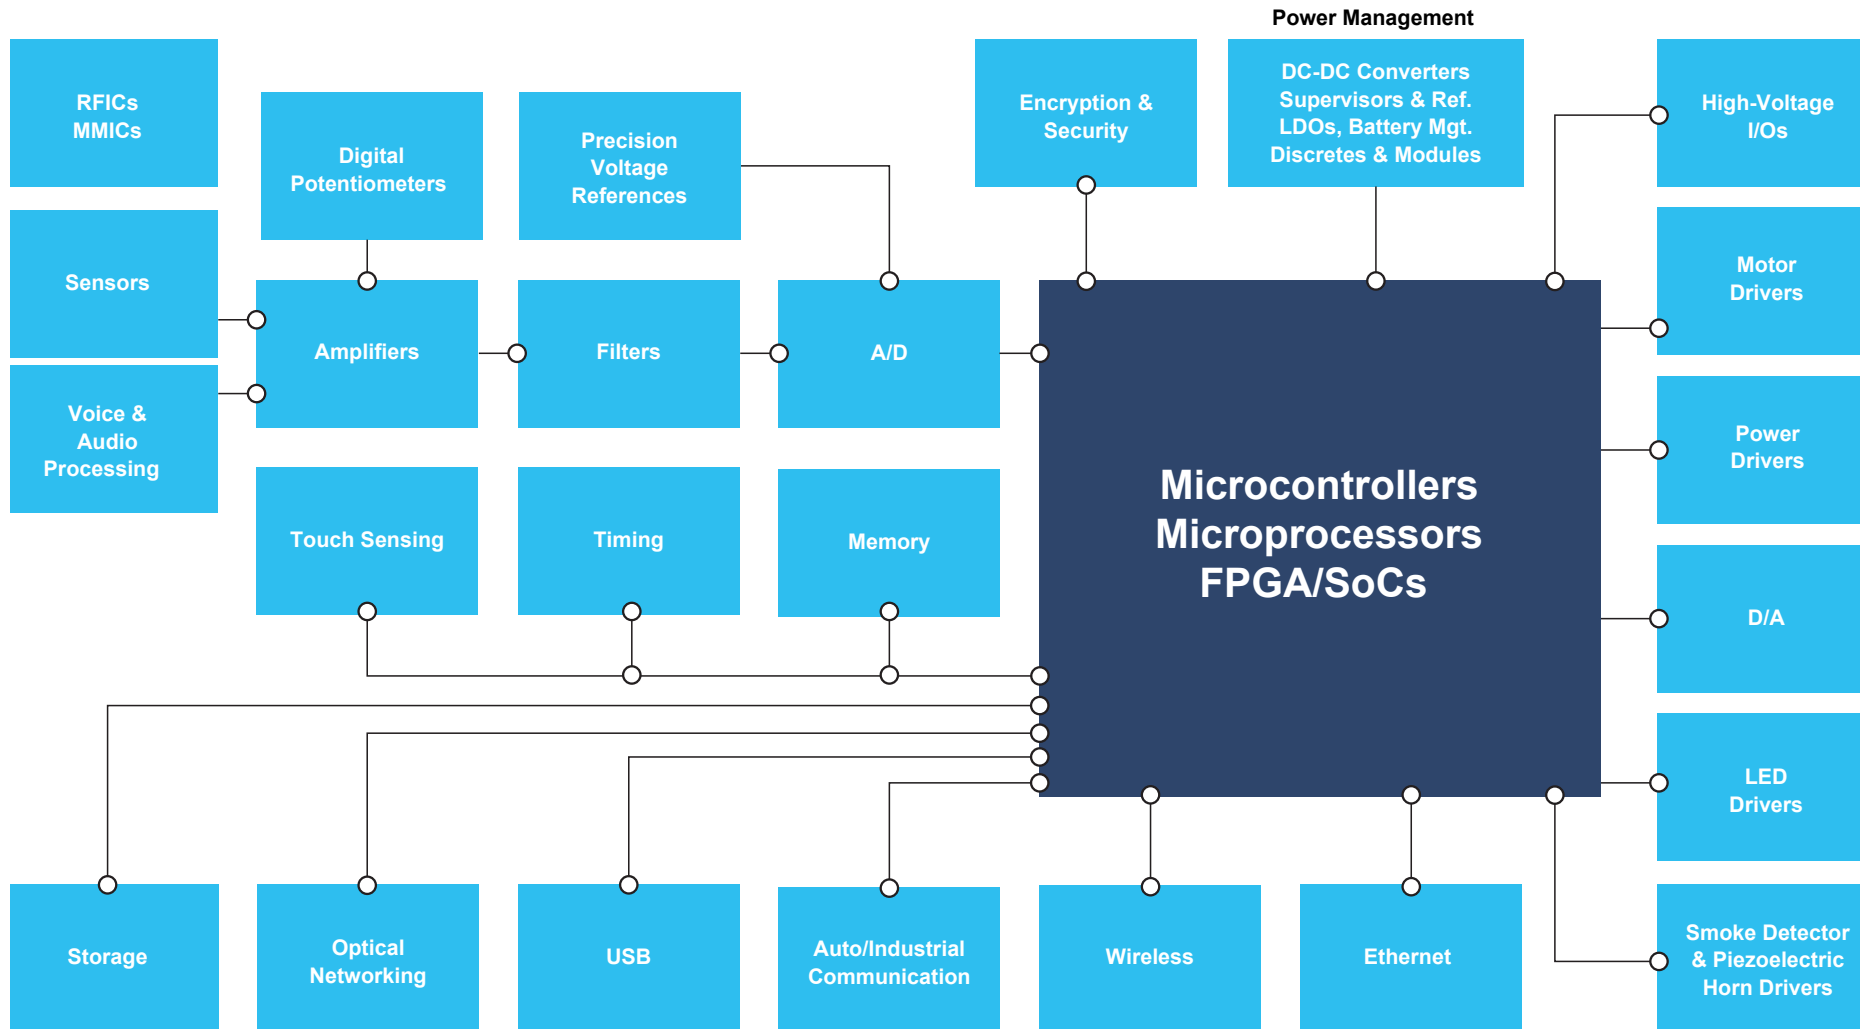 Power Management
RFICs
MMICs
Digital
Potentiometers
Precision
Voltage
References
Encryption &
Security
DC-DC Converters
Supervisors & Ref.
LDOs, Battery Mgt.
Discretes & Modules
High-Voltage
I/Os
Sensors
Motor
Drivers
Amplifiers
Filters
A/D
Voice &
Audio
Processing
Power
Drivers
Touch Sensing
Timing
Memory
Microcontrollers
Microprocessors
FPGA/SoCs
D/A
LED
Drivers
Storage
Optical
Networking
USB
Auto/Industrial
Communication
Wireless
Ethernet
Smoke Detector
& Piezoelectric
Horn Drivers